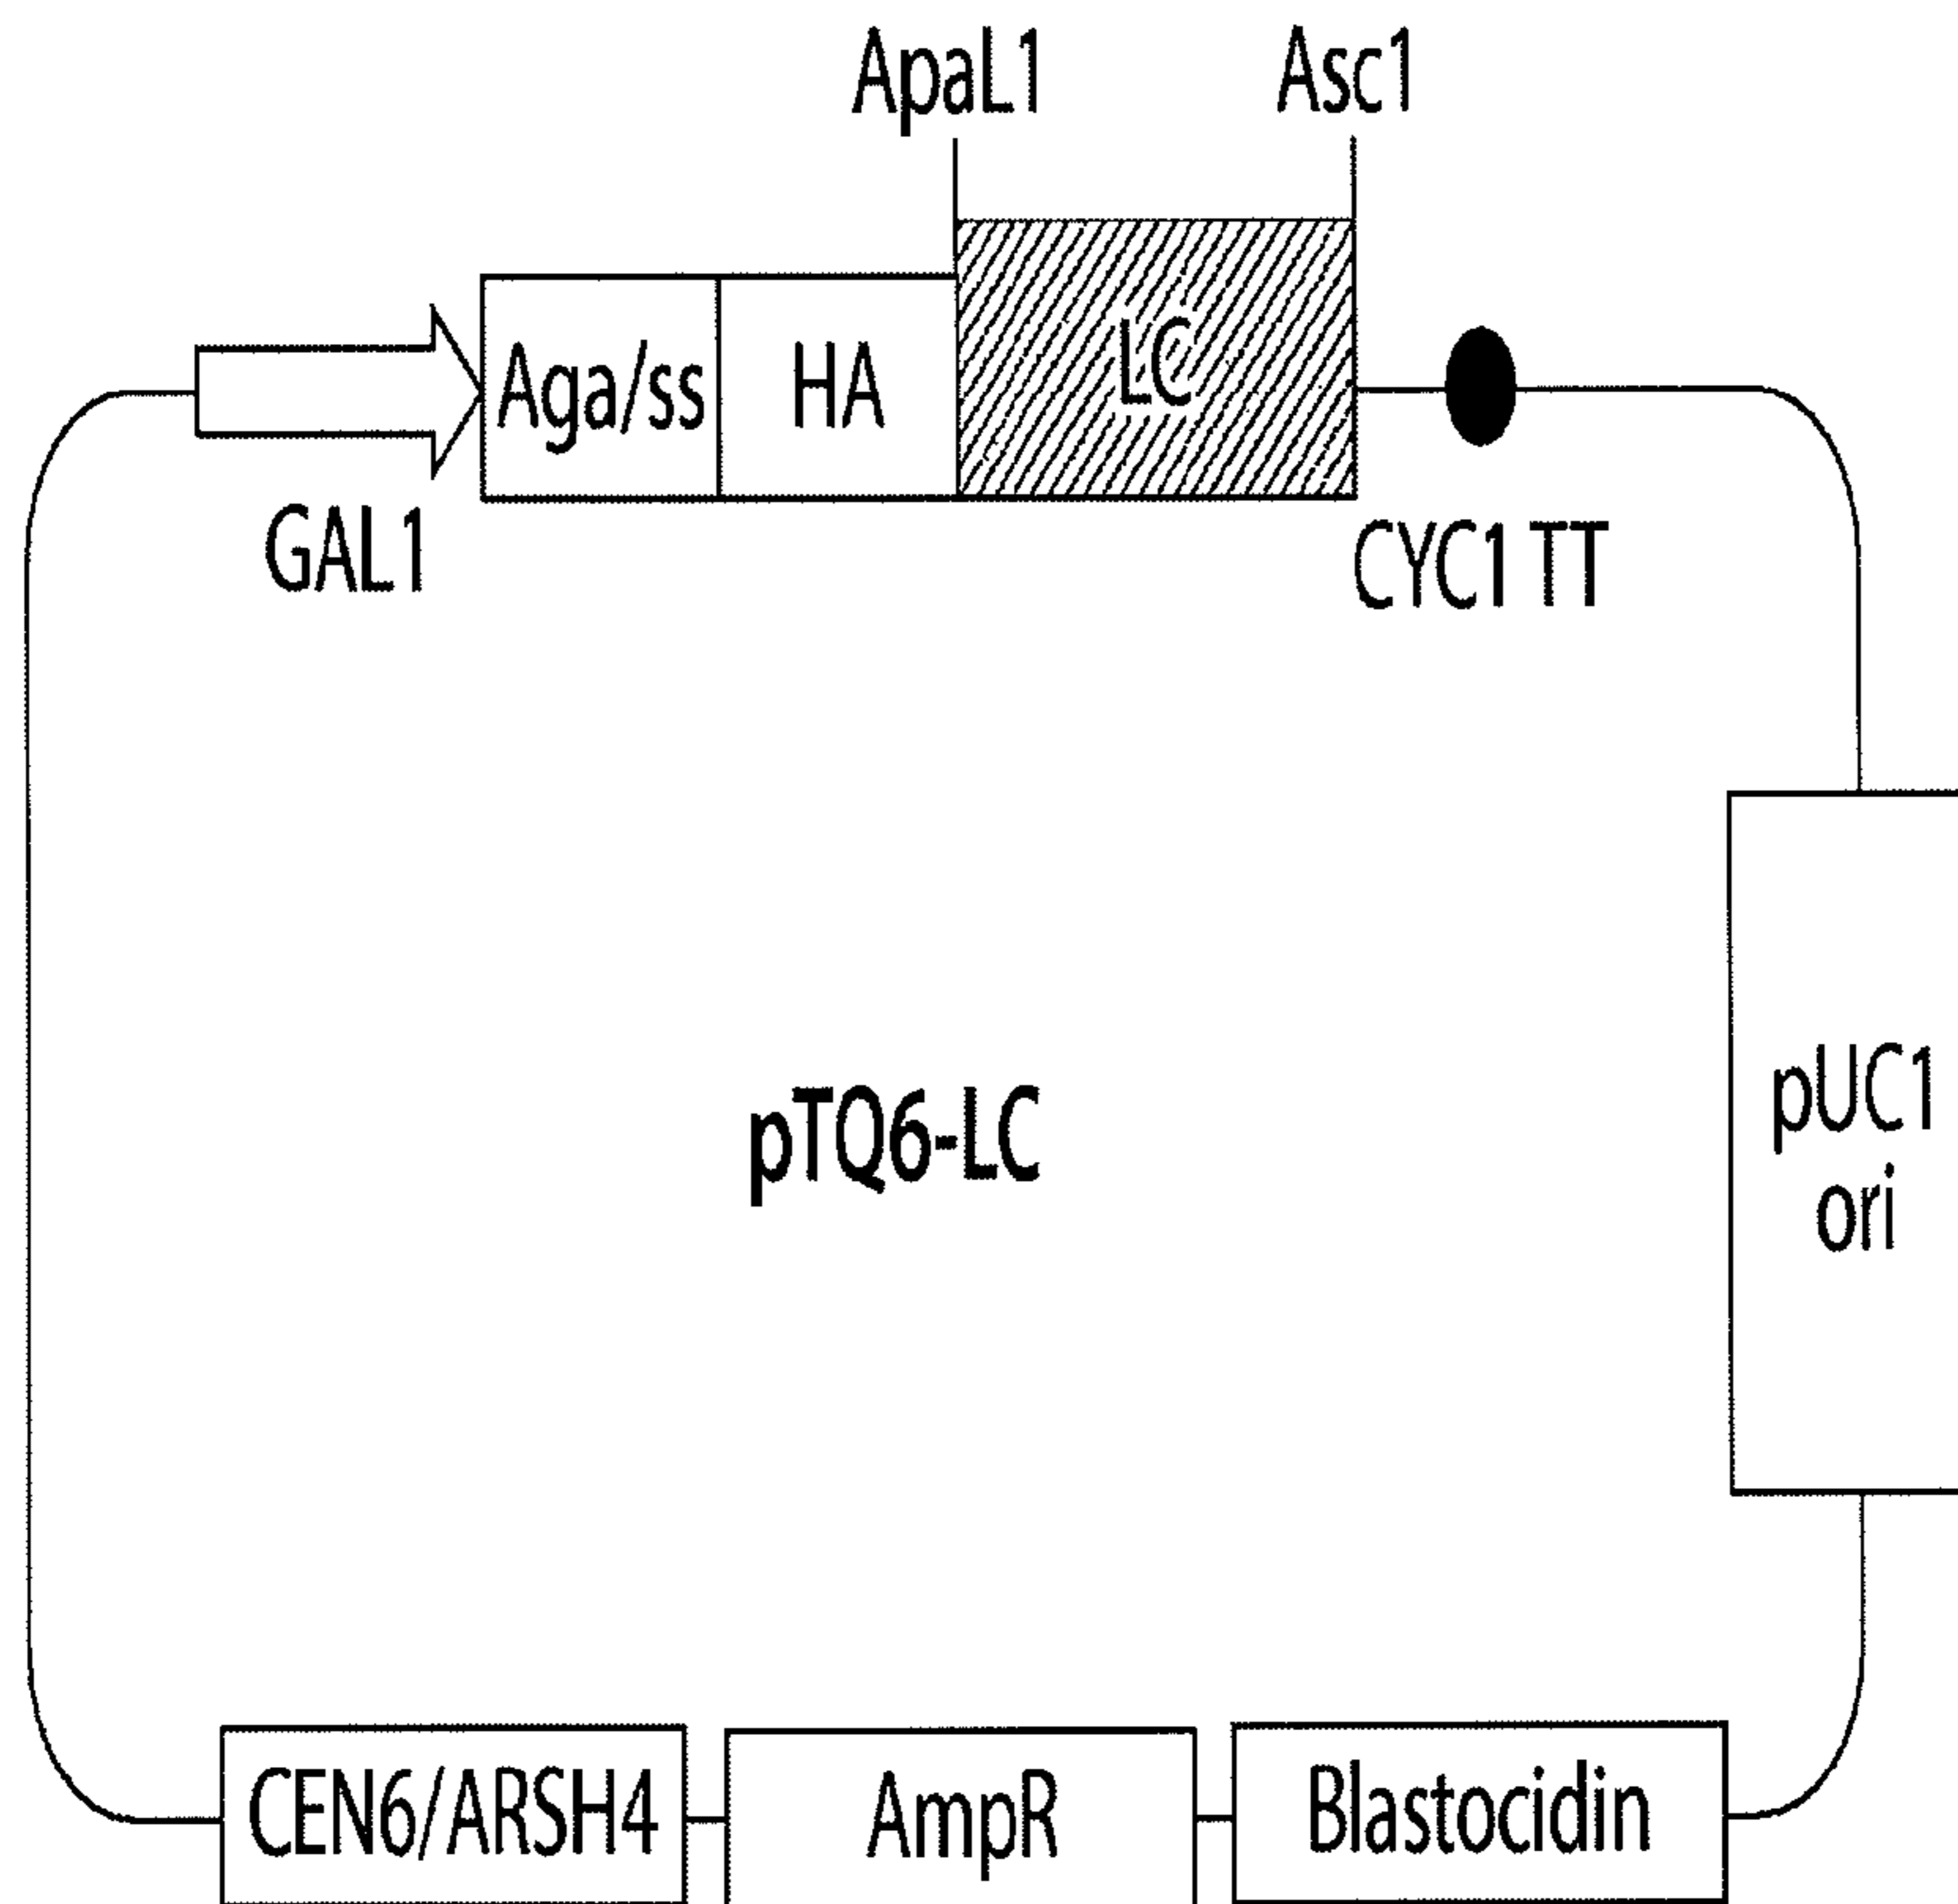 ApaL1
Asc1
Aga/ss
HA
LC
GAL1
CYC1 TT
pTQ6-LC
pUC1
ori
CEN6/ARSH4
AmpR
Blastocidin